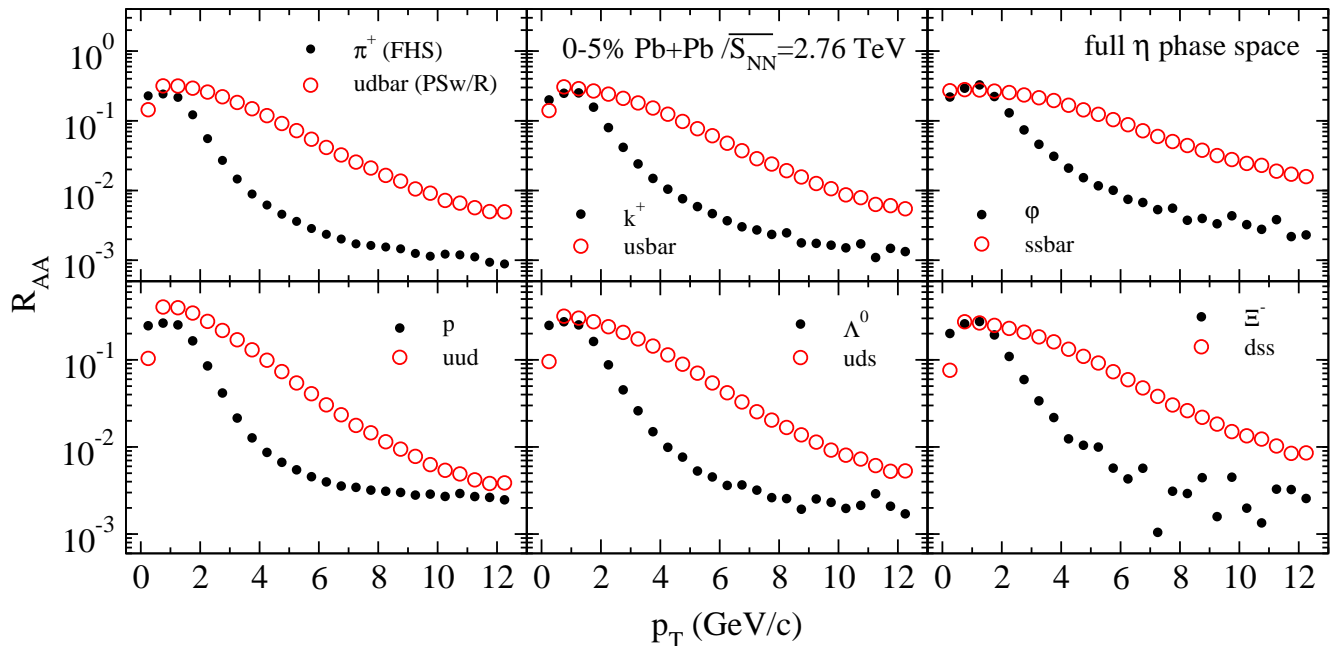 π⁺ (FHS)
udbar (PSw/R)
0-5% Pb+Pb /S_NN=2.76 TeV
full η phase space
10⁰
10⁻¹
10⁻²
10⁻³
k⁺
usbar
φ
ssbar
R_AA
p
uud
Λ⁰
uds
Ξ⁻
dss
10⁻¹
10⁻²
10⁻³
0 2 4 6 8 10 12 0 2 4 6 8 10 12 0 2 4 6 8 10 12
p_T (GeV/c)